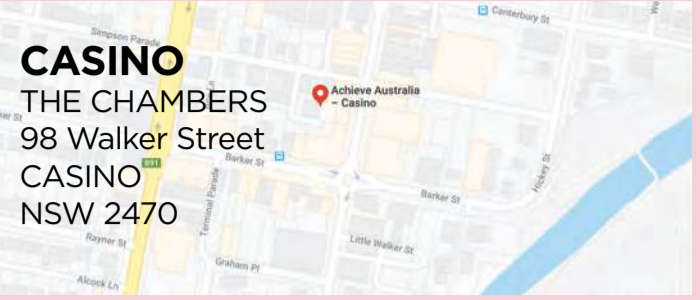 CASINO
THE CHAMBERS
98 Walker Street
CASINO
NSW 2470
Canterbury St
Simpson Parade
Achieve Australia
– Casino
Barker St
B91
Terminal Parade
Barker St
Hickey St
Rayner St
Little Walker St
Graham Pl
Alcock Ln